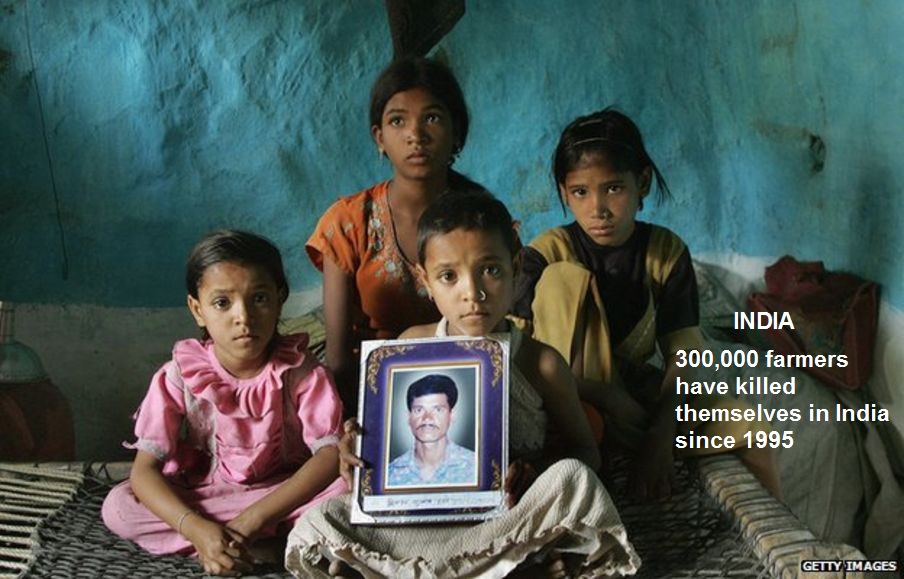 INDIA
300,000 farmers
have killed
themselves in India
since 1995
GETTY IMAGES